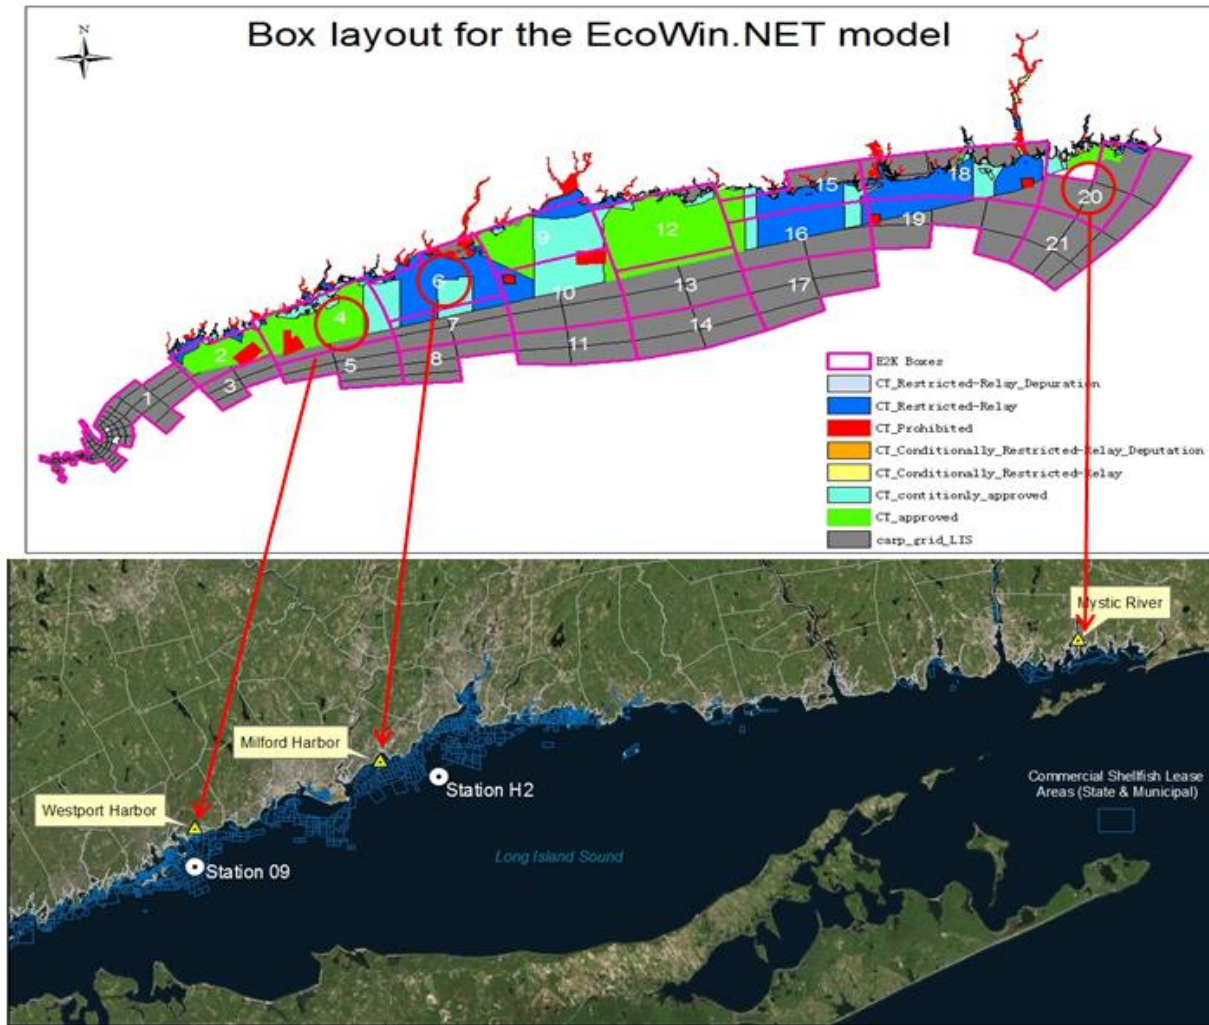 Box layout for the EcoWin.NET model
N
1
2
3
4
5
6
7
8
9
10
11
12
13
14
15
16
17
18
19
20
21
E2K Boxes
CT_Restricted-Relay_Depuration
CT_Restricted-Relay
CT_Prohibited
CT_Conditionally_Restricted-Relay_Deputation
CT_Conditionally_Restricted-Relay
CT_contitionly_approved
CT_approved
carp_grid_LIS
Mystic River
Milford Harbor
Station H2
Commercial Shellfish Lease
Areas (State & Municipal)
Westport Harbor
Long Island Sound
Station 09